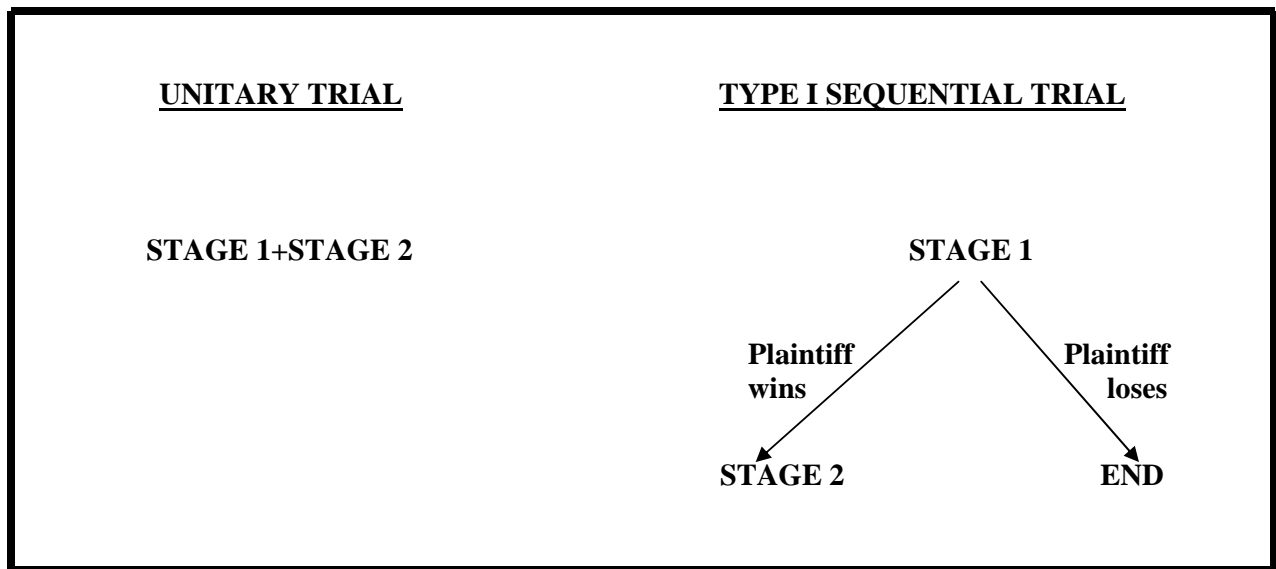 UNITARY TRIAL
TYPE I SEQUENTIAL TRIAL
STAGE 1+STAGE 2
STAGE 1
Plaintiff
wins
Plaintiff
loses
STAGE 2
END